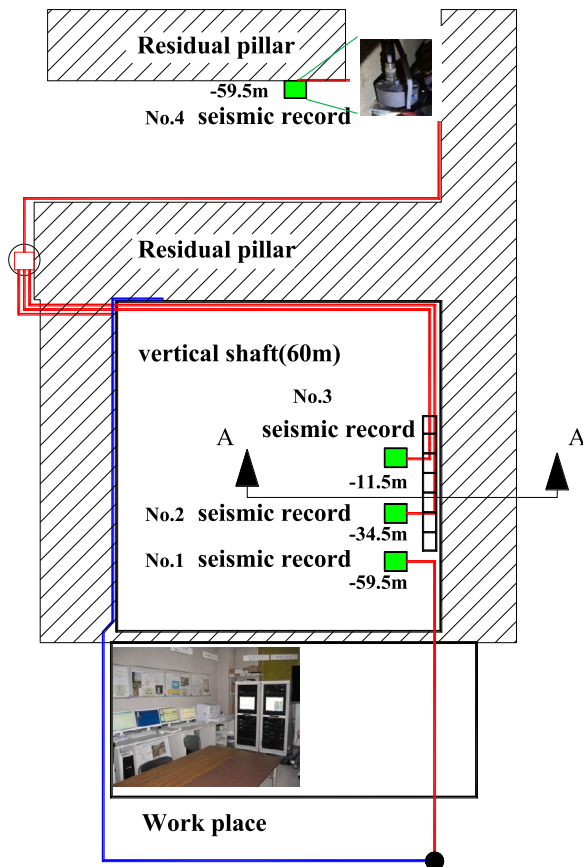 Residual pillar
-59.5m
No.4 seismic record
Residual pillar
vertical shaft(60m)
No.3
seismic record
A A
-11.5m
No.2 seismic record
-34.5m
No.1 seismic record
-59.5m
Work place